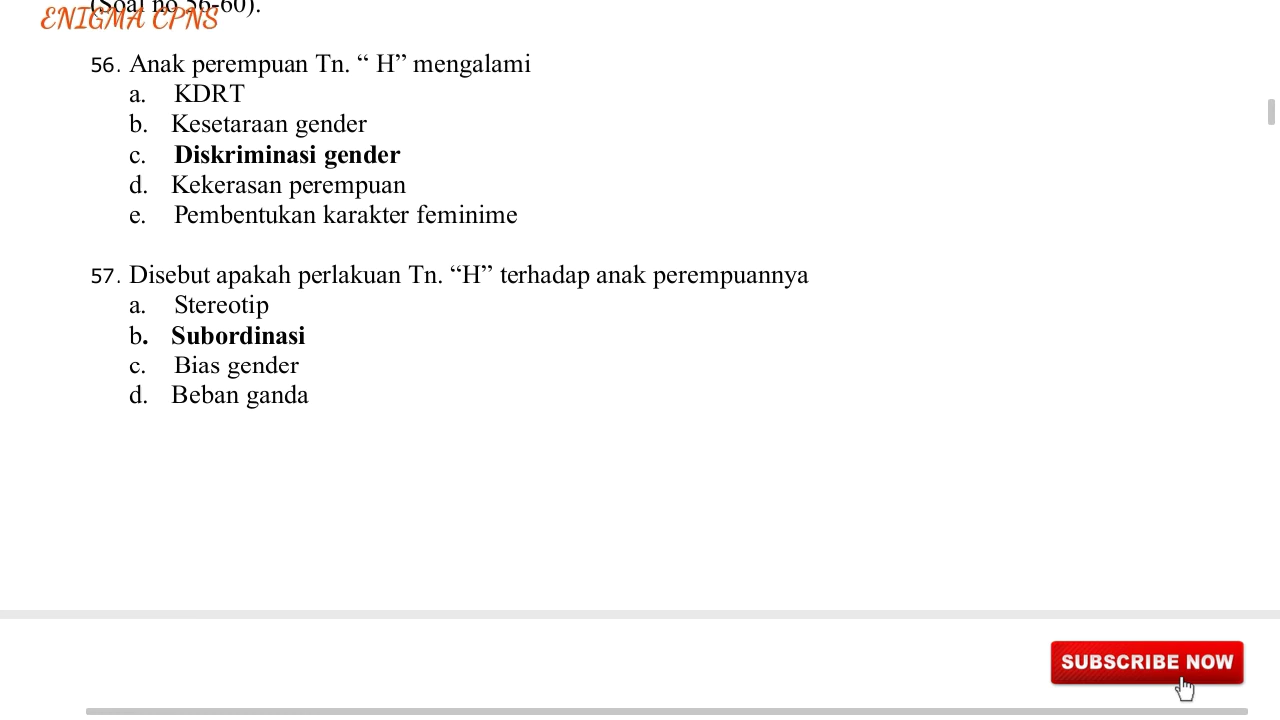 (Soal no 56-60).
ENIGMA CPNS
56. Anak perempuan Tn. “ H” mengalami
a. KDRT
b. Kesetaraan gender
c. Diskriminasi gender
d. Kekerasan perempuan
e. Pembentukan karakter feminime
57. Disebut apakah perlakuan Tn. “H” terhadap anak perempuannya
a. Stereotip
b. Subordinasi
c. Bias gender
d. Beban ganda
SUBSCRIBE NOW